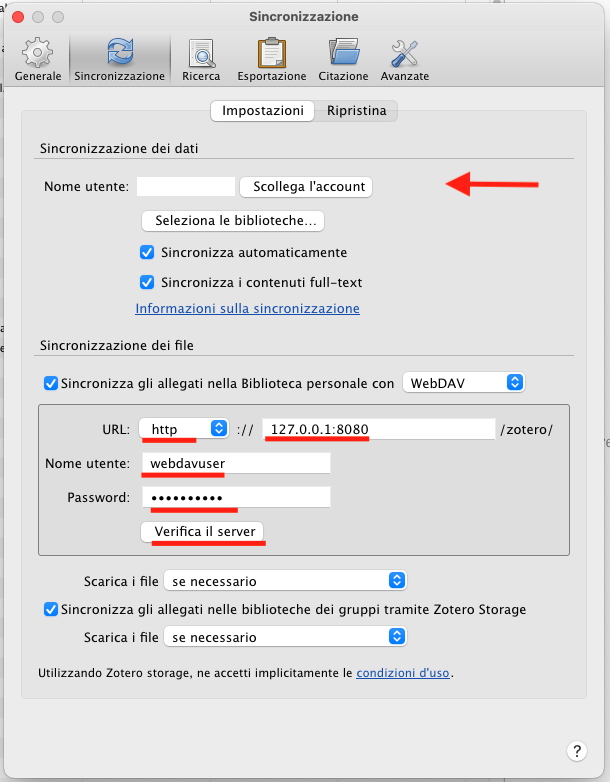 Sincronizzazione
Generale Sincronizzazione Ricerca Esportazione Citazione Avanzate
Impostazioni Ripristina
Sincronizzazione dei dati
Nome utente: Scollega l'account
Seleziona le biblioteche...
Sincronizza automaticamente
Sincronizza i contenuti full-text
Informazioni sulla sincronizzazione
Sincronizzazione dei file
Sincronizza gli allegati nella Biblioteca personale con WebDAV
URL: http :// 127.0.0.1:8080 /zotero/
Nome utente: webdavuser
Password: ••••••••••
Verifica il server
Scarica i file se necessario
Sincronizza gli allegati nelle biblioteche dei gruppi tramite Zotero Storage
Scarica i file se necessario
Utilizzando Zotero storage, ne accetti implicitamente le condizioni d'uso.
?